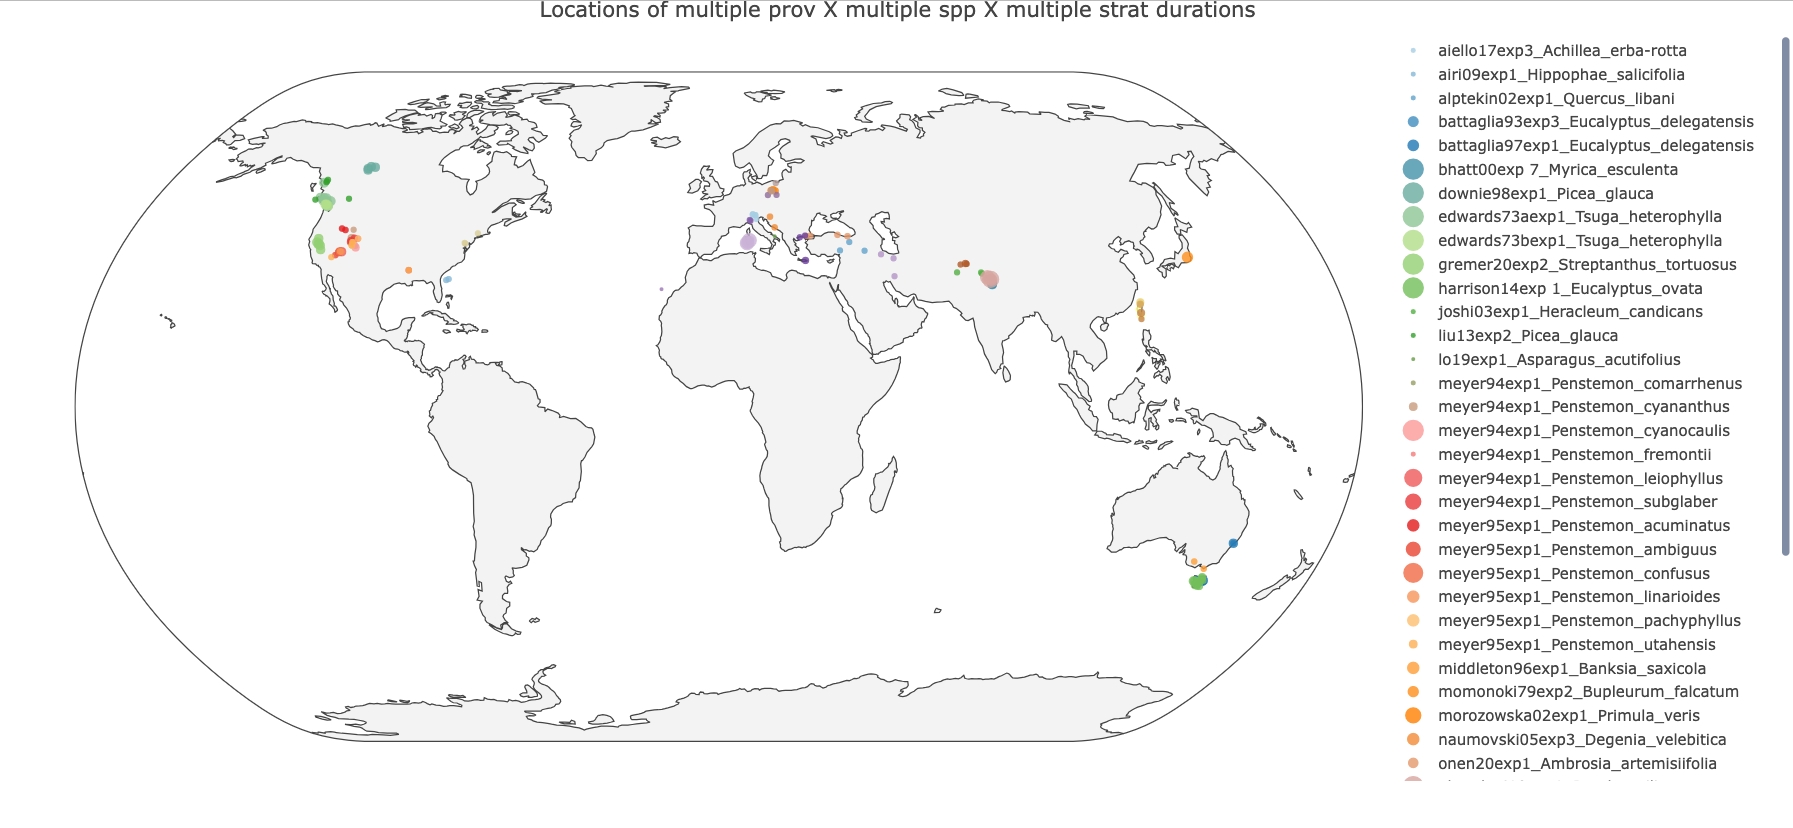 Locations of multiple prov X multiple spp X multiple strat durations
aiello17exp3_Achillea_erba-rotta
airi09exp1_Hippophae_salicifolia
alptekin02exp1_Quercus_libani
battaglia93exp3_Eucalyptus_delegatensis
battaglia97exp1_Eucalyptus_delegatensis
bhatt00exp 7_Myrica_esculenta
downie98exp1_Picea_glauca
edwards73aexp1_Tsuga_heterophylla
edwards73bexp1_Tsuga_heterophylla
gremer20exp2_Streptanthus_tortuosus
harrison14exp 1_Eucalyptus_ovata
joshi03exp1_Heracleum_candicans
liu13exp2_Picea_glauca
lo19exp1_Asparagus_acutifolius
meyer94exp1_Penstemon_comarrhenus
meyer94exp1_Penstemon_cyananthus
meyer94exp1_Penstemon_cyanocaulis
meyer94exp1_Penstemon_fremontii
meyer94exp1_Penstemon_leiophyllus
meyer94exp1_Penstemon_subglaber
meyer95exp1_Penstemon_acuminatus
meyer95exp1_Penstemon_ambiguus
meyer95exp1_Penstemon_confusus
meyer95exp1_Penstemon_linarioides
meyer95exp1_Penstemon_pachyphyllus
meyer95exp1_Penstemon_utahensis
middleton96exp1_Banksia_saxicola
momonoki79exp2_Bupleurum_falcatum
morozowska02exp1_Primula_veris
naumovski05exp3_Degenia_velebitica
onen20exp1_Ambrosia_artemisiifolia